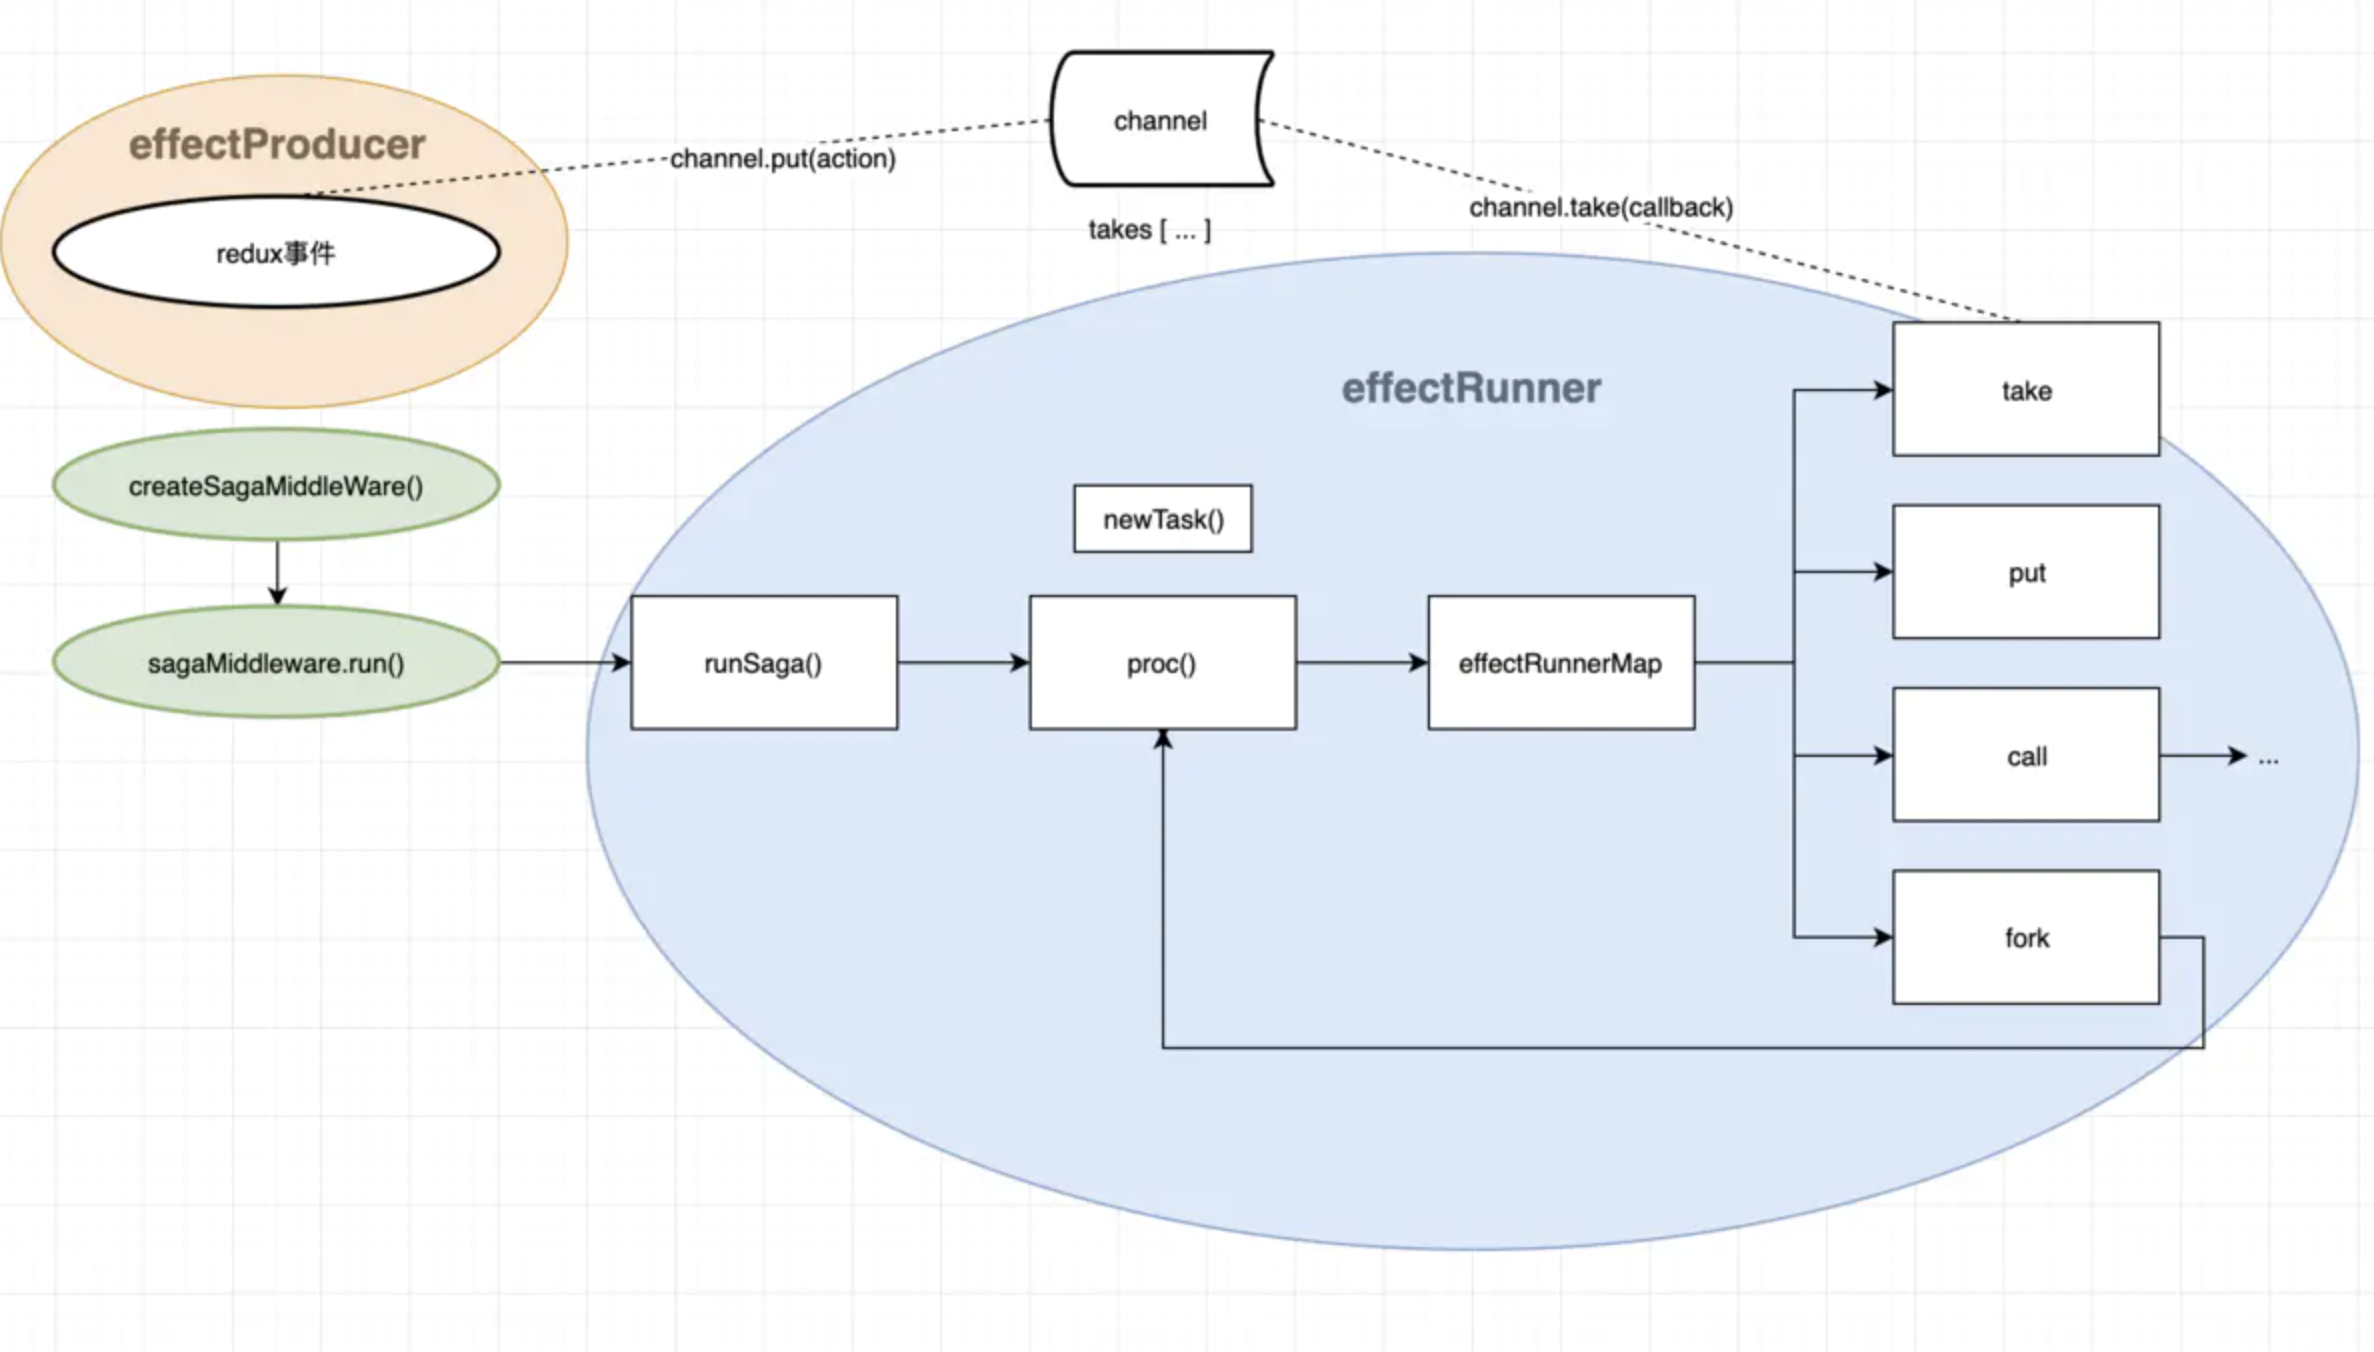 effectProducer
redux事件
channel.put(action)
channel
takes [ ... ]
channel.take(callback)
createSagaMiddleWare()
sagaMiddleware.run()
effectRunner
newTask()
runSaga()
proc()
effectRunnerMap
take
put
call
...
fork